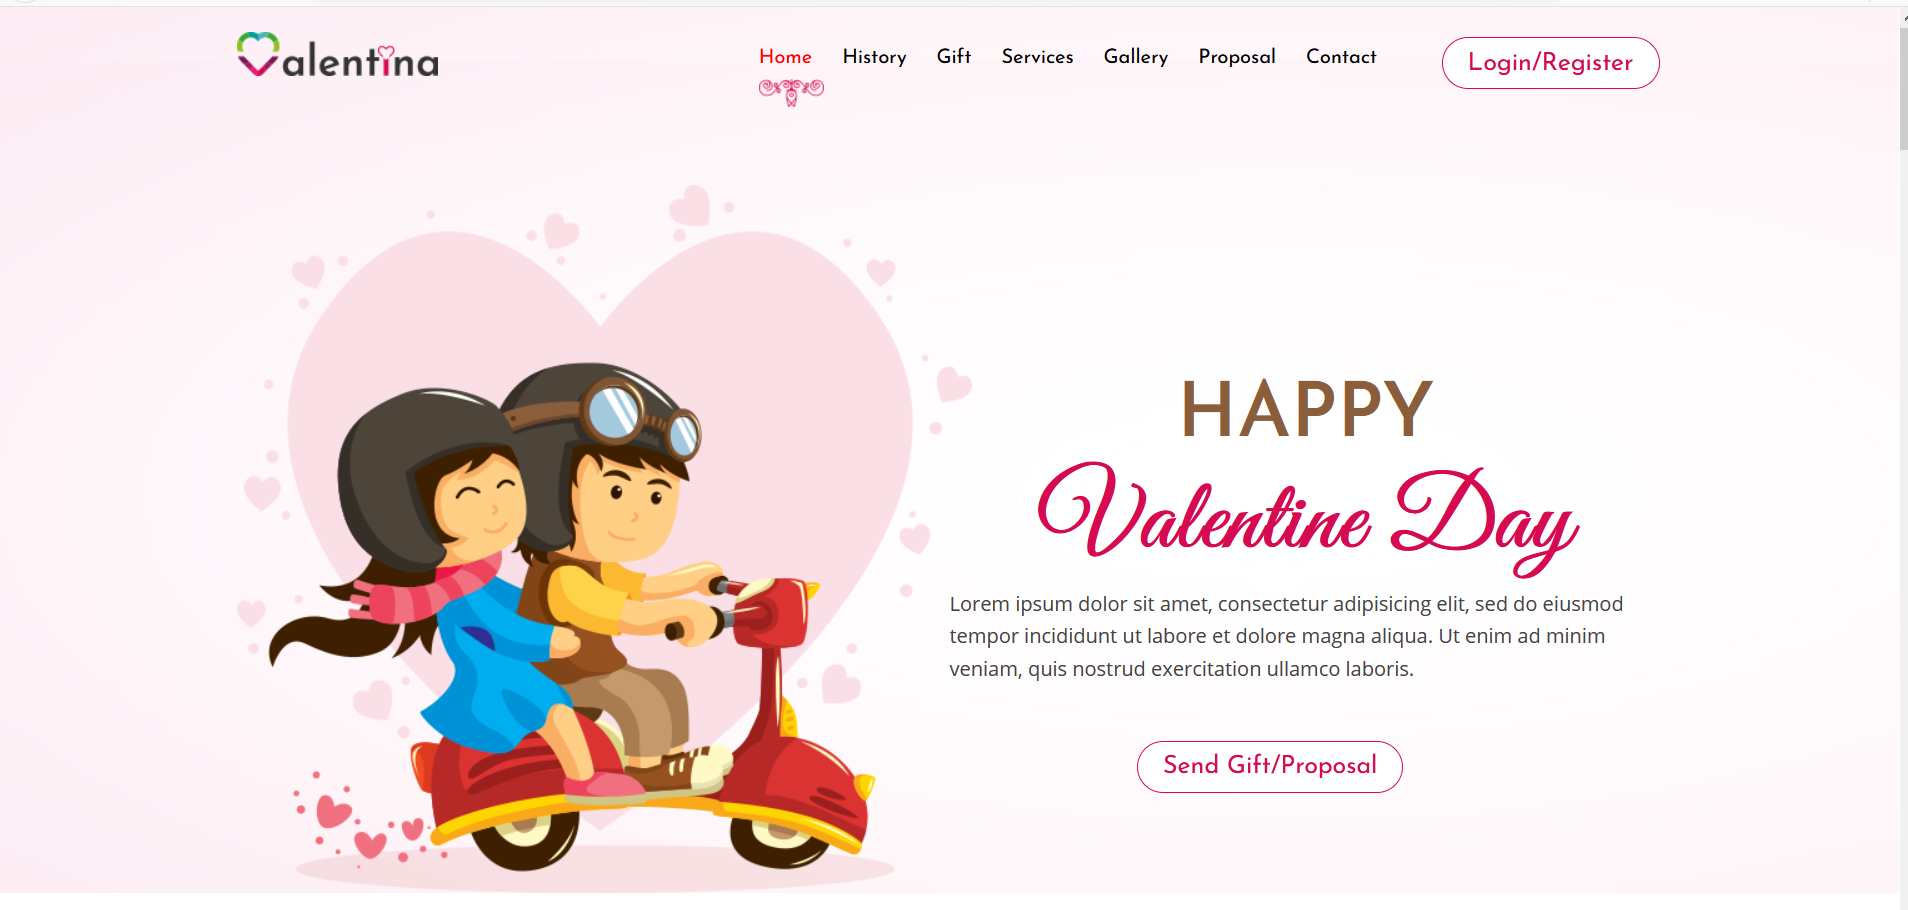 Valentina
Home History Gift Services Gallery Proposal Contact Login/Register
HAPPY
Valentine Day
Lorem ipsum dolor sit amet, consectetur adipisicing elit, sed do eiusmod
tempor incididunt ut labore et dolore magna aliqua. Ut enim ad minim
veniam, quis nostrud exercitation ullamco laboris.
Send Gift/Proposal